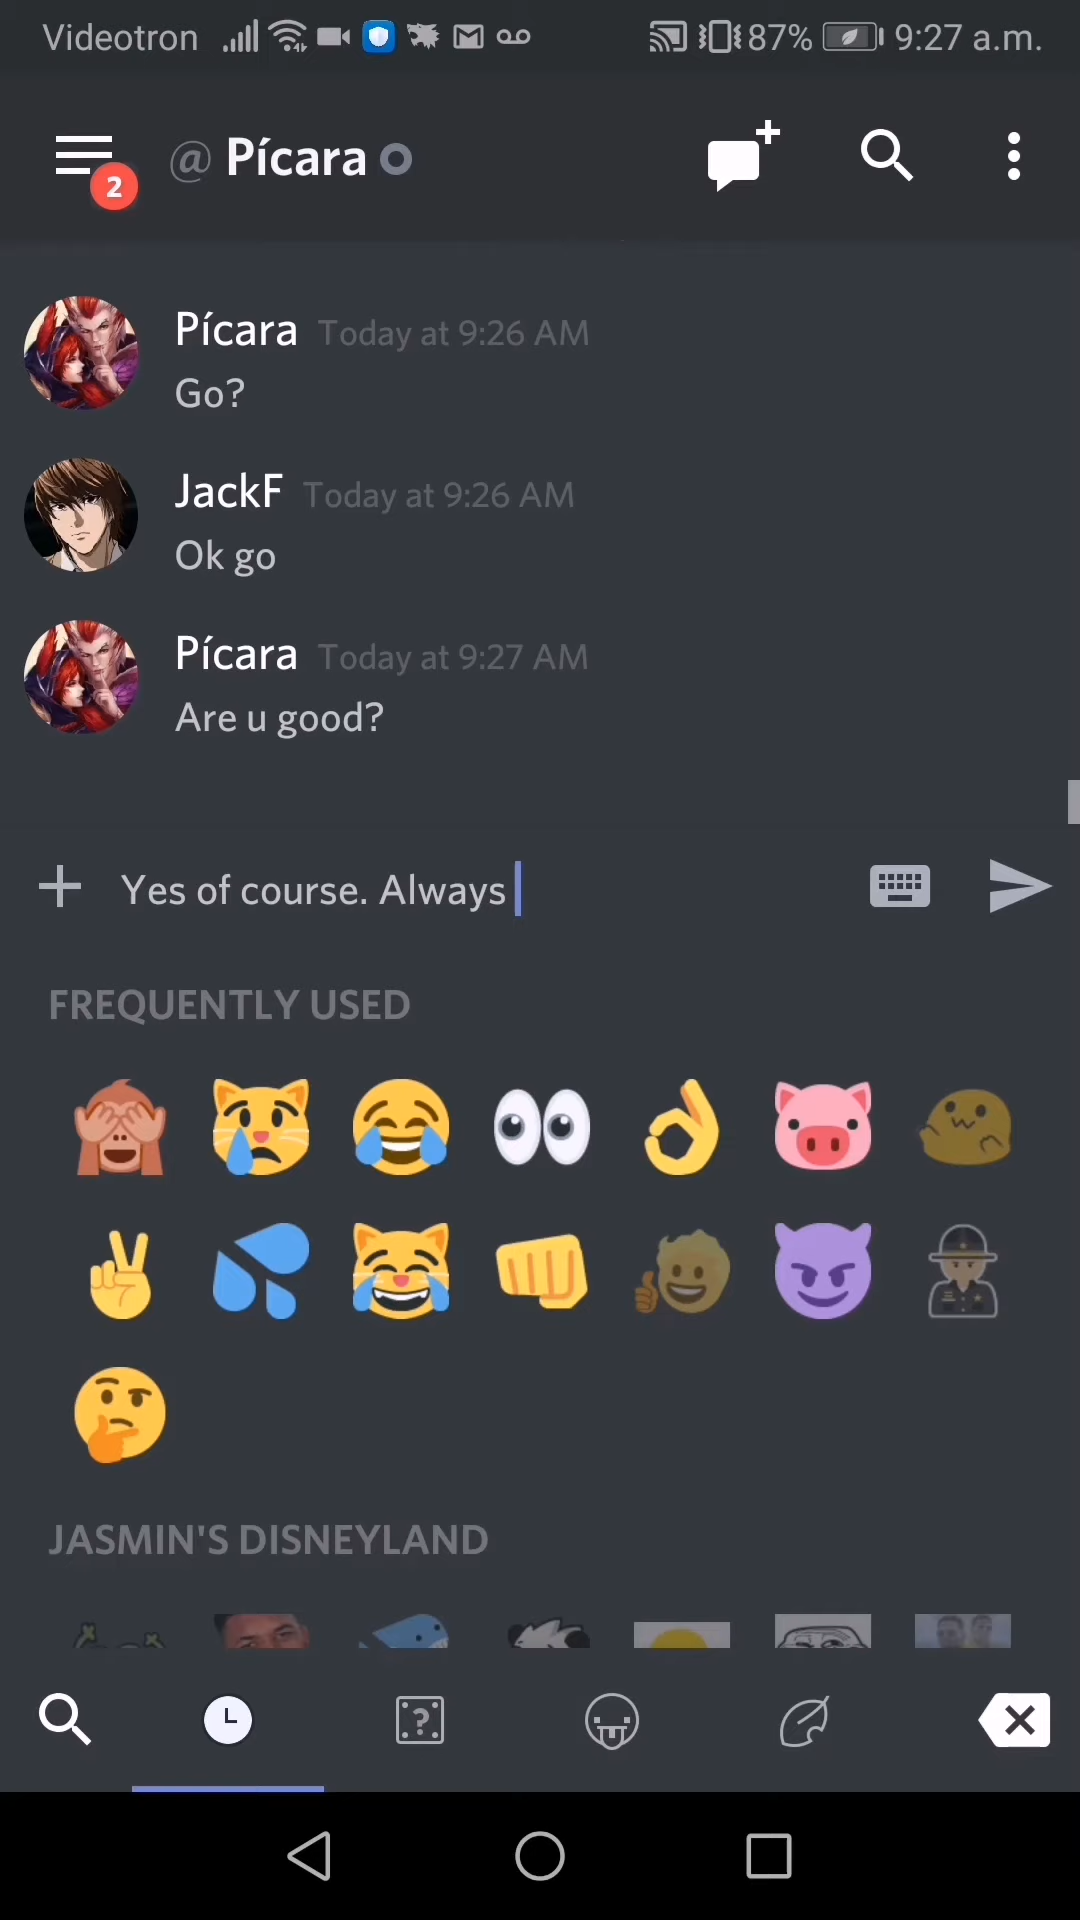 Videotron 87% 9:27 a.m.
2 @ Pícara
Pícara Today at 9:26 AM
Go?
JackF Today at 9:26 AM
Ok go
Pícara Today at 9:27 AM
Are u good?
Yes of course. Always
FREQUENTLY USED
JASMIN'S DISNEYLAND